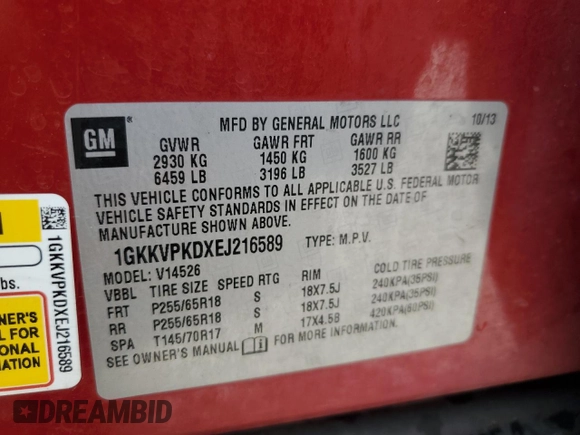 GM ®
MFD BY GENERAL MOTORS LLC 10/13
GVWR GAWR FRT GAWR RR
2930 KG 1450 KG 1600 KG
6459 LB 3196 LB 3527 LB
THIS VEHICLE CONFORMS TO ALL APPLICABLE U.S. FEDERAL MOTOR
VEHICLE SAFETY STANDARDS IN EFFECT ON THE DATE OF
MANUFACTURE SHOWN ABOVE.
1GKKVPKDXEJ216589 TYPE: M.P.V.
MODEL: V14526
VBBL TIRE SIZE SPEED RTG RIM COLD TIRE PRESSURE
FRT P255/65R18 S 18X7.5J 240KPA(35PSI)
RR P255/65R18 S 18X7.5J 240KPA(35PSI)
SPA T145/70R17 M 17X4.5B 420KPA(60PSI)
SEE OWNER'S MANUAL FOR MORE INFORMATION
1GKKVPKDXEJ216589
lbs.
NER'S
L FOR
ONAL
ATION
DREAMBID